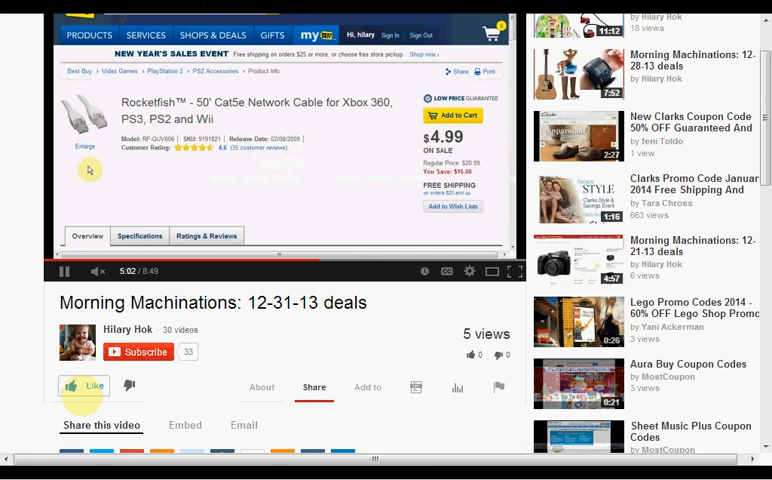 PRODUCTS SERVICES SHOPS & DEALS GIFTS my Hi, hilary Sign In Sign Out
NEW YEAR'S SALES EVENT Free shipping on orders $25 or more, or choose free store pickup. Shop now ›
Best Buy › Video Games › PlayStation 2 › PS2 Accessories › Product Info
Share Print
Rocketfish™ - 50' Cat5e Network Cable for Xbox 360,
PS3, PS2 and Wii
Enlarge
Model: RF-GUV006 SKU: 9191821 Release Date: 02/08/2009
Customer Rating: 4.6 (35 customer reviews)
LOW PRICE GUARANTEE
Add to Cart
$4.99
ON SALE
Regular Price: $20.99
You Save: $16.00
FREE SHIPPING
on orders $25 and up
Add to Wish Lists
Overview Specifications Ratings & Reviews
5:02 / 8:49
Morning Machinations: 12-31-13 deals
Hilary Hok · 30 videos
Subscribe 33
5 views
0 0
Like
About Share Add to
Share this video Embed Email
by Hilary Hok
18 views
11:12
Morning Machinations: 12-
28-13 deals
by Hilary Hok
7:52
New Clarks Coupon Code
50% OFF Guaranteed And
by feni Toldo
1 view
2:27
Clarks Promo Code Januar
2014 Free Shipping And
by Tara Chross
663 views
STYLE
1:16
Morning Machinations: 12-
21-13 deals
by Hilary Hok
6 views
4:57
Lego Promo Codes 2014 -
60% OFF Lego Shop Promo
by Yani Ackerman
3 views
0:26
Aura Buy Coupon Codes
by MostCoupon
3 views
0:21
Sheet Music Plus Coupon
Codes
by MostCoupon